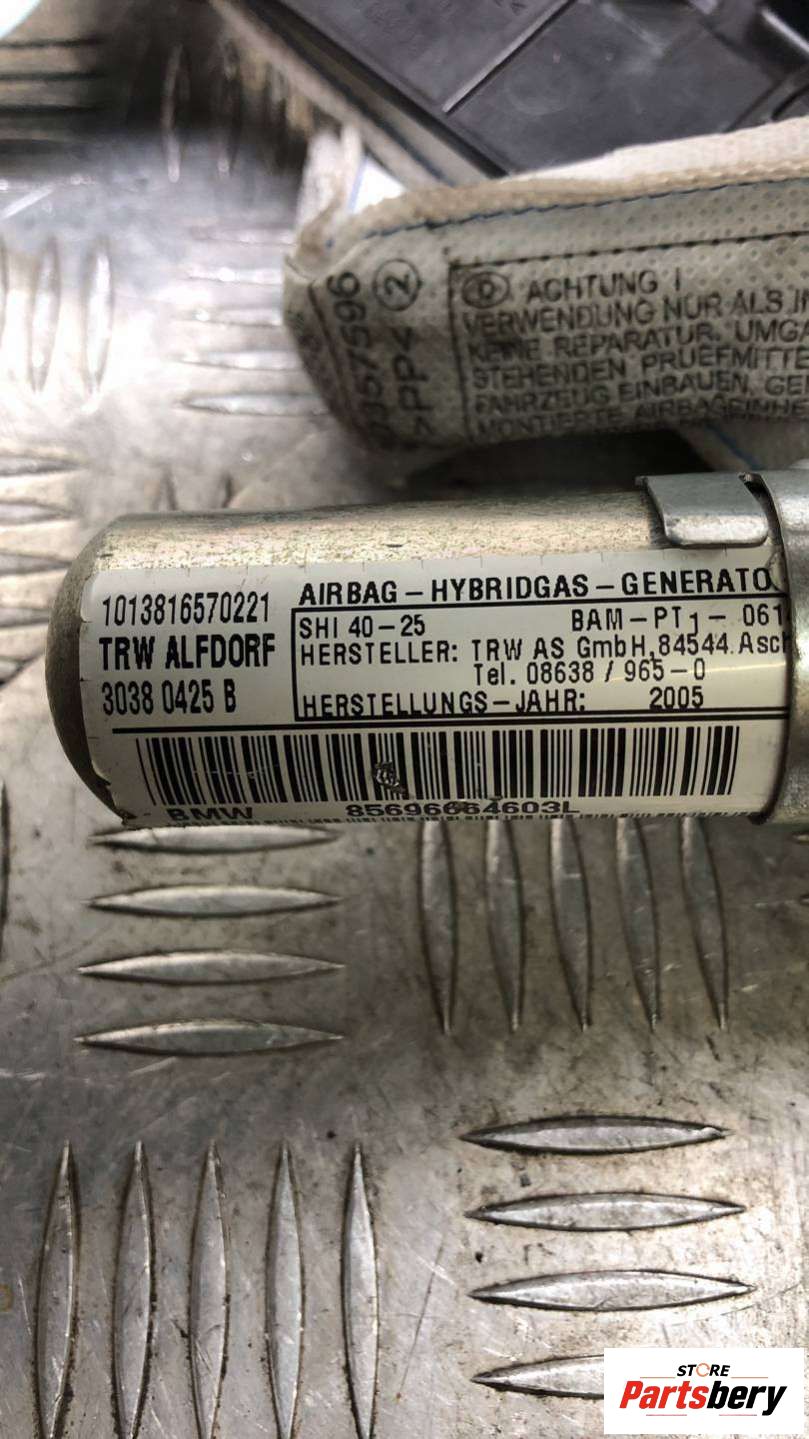 ACHTUNG !
VERWENDUNG NUR ALS
KEINE REPARATUR. UMGA
STEHENDEN PRUEFMITTE
FAHRZEUG EINBAUEN. GE
MONTIERTE AIRBAGEINHE
>PP< 2
1013816570221
TRW ALFDORF
3038 0425 B
AIRBAG – HYBRIDGAS – GENERATO
SHI 40-25 BAM-PT1- 061
HERSTELLER: TRW AS GmbH, 84544 Asch
Tel. 08638 / 965-0
HERSTELLUNGS-JAHR: 2005
BMW 85696664603L
STORE
Partsbery